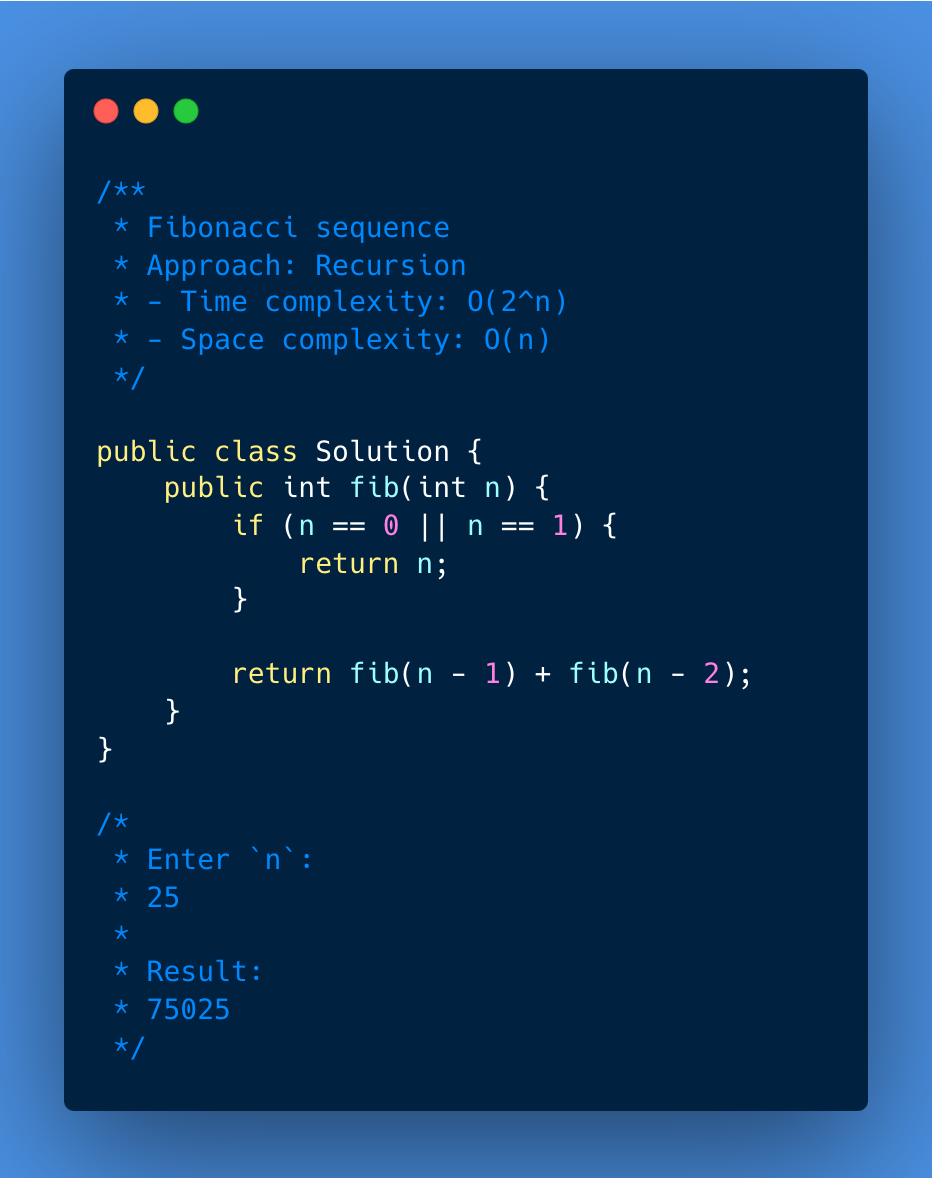 /**
 * Fibonacci sequence
 * Approach: Recursion
 * - Time complexity: O(2^n)
 * - Space complexity: O(n)
 */
public class Solution {
    public int fib(int n) {
        if (n == 0 || n == 1) {
            return n;
        }
        return fib(n - 1) + fib(n - 2);
    }
}
/*
 * Enter `n`:
 * 25
 *
 * Result:
 * 75025
 */